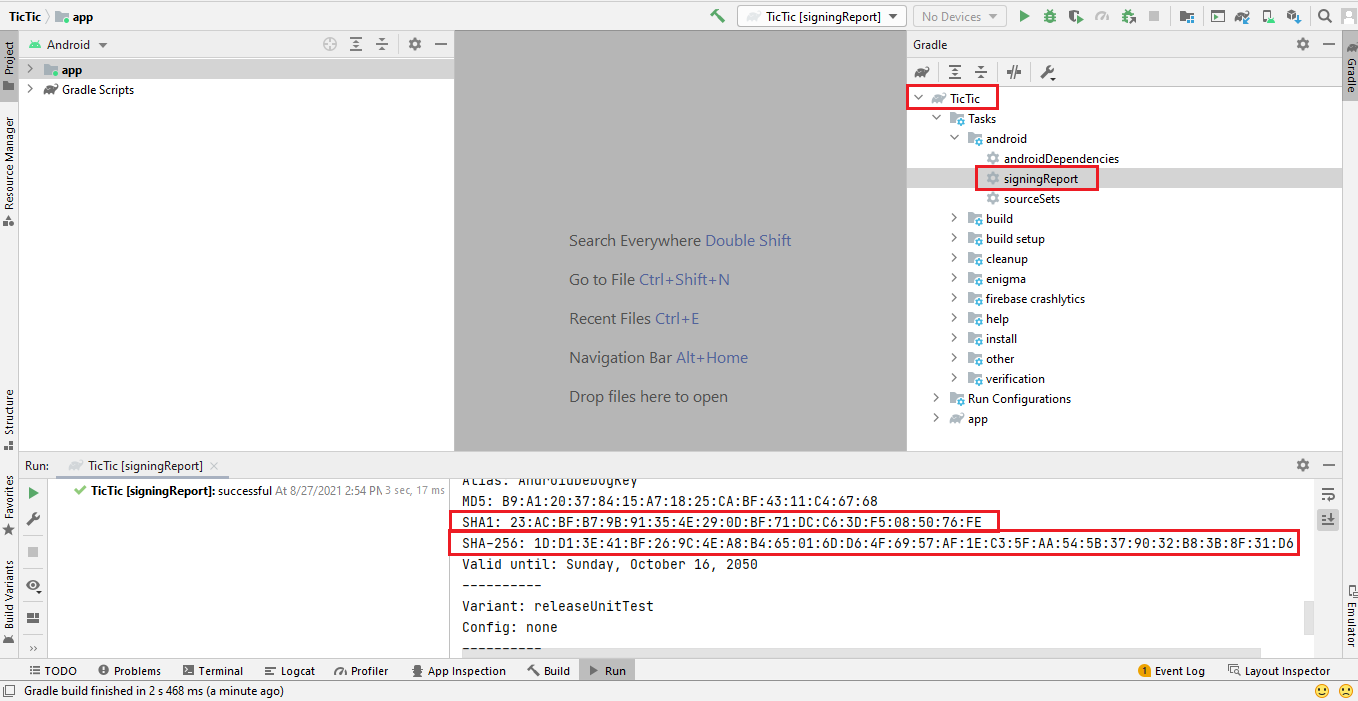 TicTic app
TicTic [signingReport]
No Devices
Project
Android
Gradle
Gradle
app
Gradle Scripts
TicTic
Tasks
android
androidDependencies
signingReport
sourceSets
build
build setup
cleanup
enigma
firebase crashlytics
help
install
other
verification
Run Configurations
app
Resource Manager
Search Everywhere Double Shift
Go to File Ctrl+Shift+N
Recent Files Ctrl+E
Navigation Bar Alt+Home
Drop files here to open
Structure
Favorites
Build Variants
Run: TicTic [signingReport]
TicTic [signingReport]: successful At 8/27/2021 2:54 PM 3 sec, 17 ms
Alias: AndroidDebugKey
MD5: B9:A1:20:37:84:15:A7:18:25:CA:BF:43:11:C4:67:68
SHA1: 23:AC:BF:B7:9B:91:35:4E:29:0D:BF:71:DC:C6:3D:F5:08:50:76:FE
SHA-256: 1D:D1:3E:41:BF:26:9C:4E:A8:B4:65:01:6D:D6:4F:69:57:AF:1E:C3:5F:AA:54:5B:37:90:32:B8:3B:8F:31:D6
Valid until: Sunday, October 16, 2050
----------
Variant: releaseUnitTest
Config: none
----------
Emulator
TODO Problems Terminal Logcat Profiler App Inspection Build Run 1 Event Log Layout Inspector
Gradle build finished in 2 s 468 ms (a minute ago)